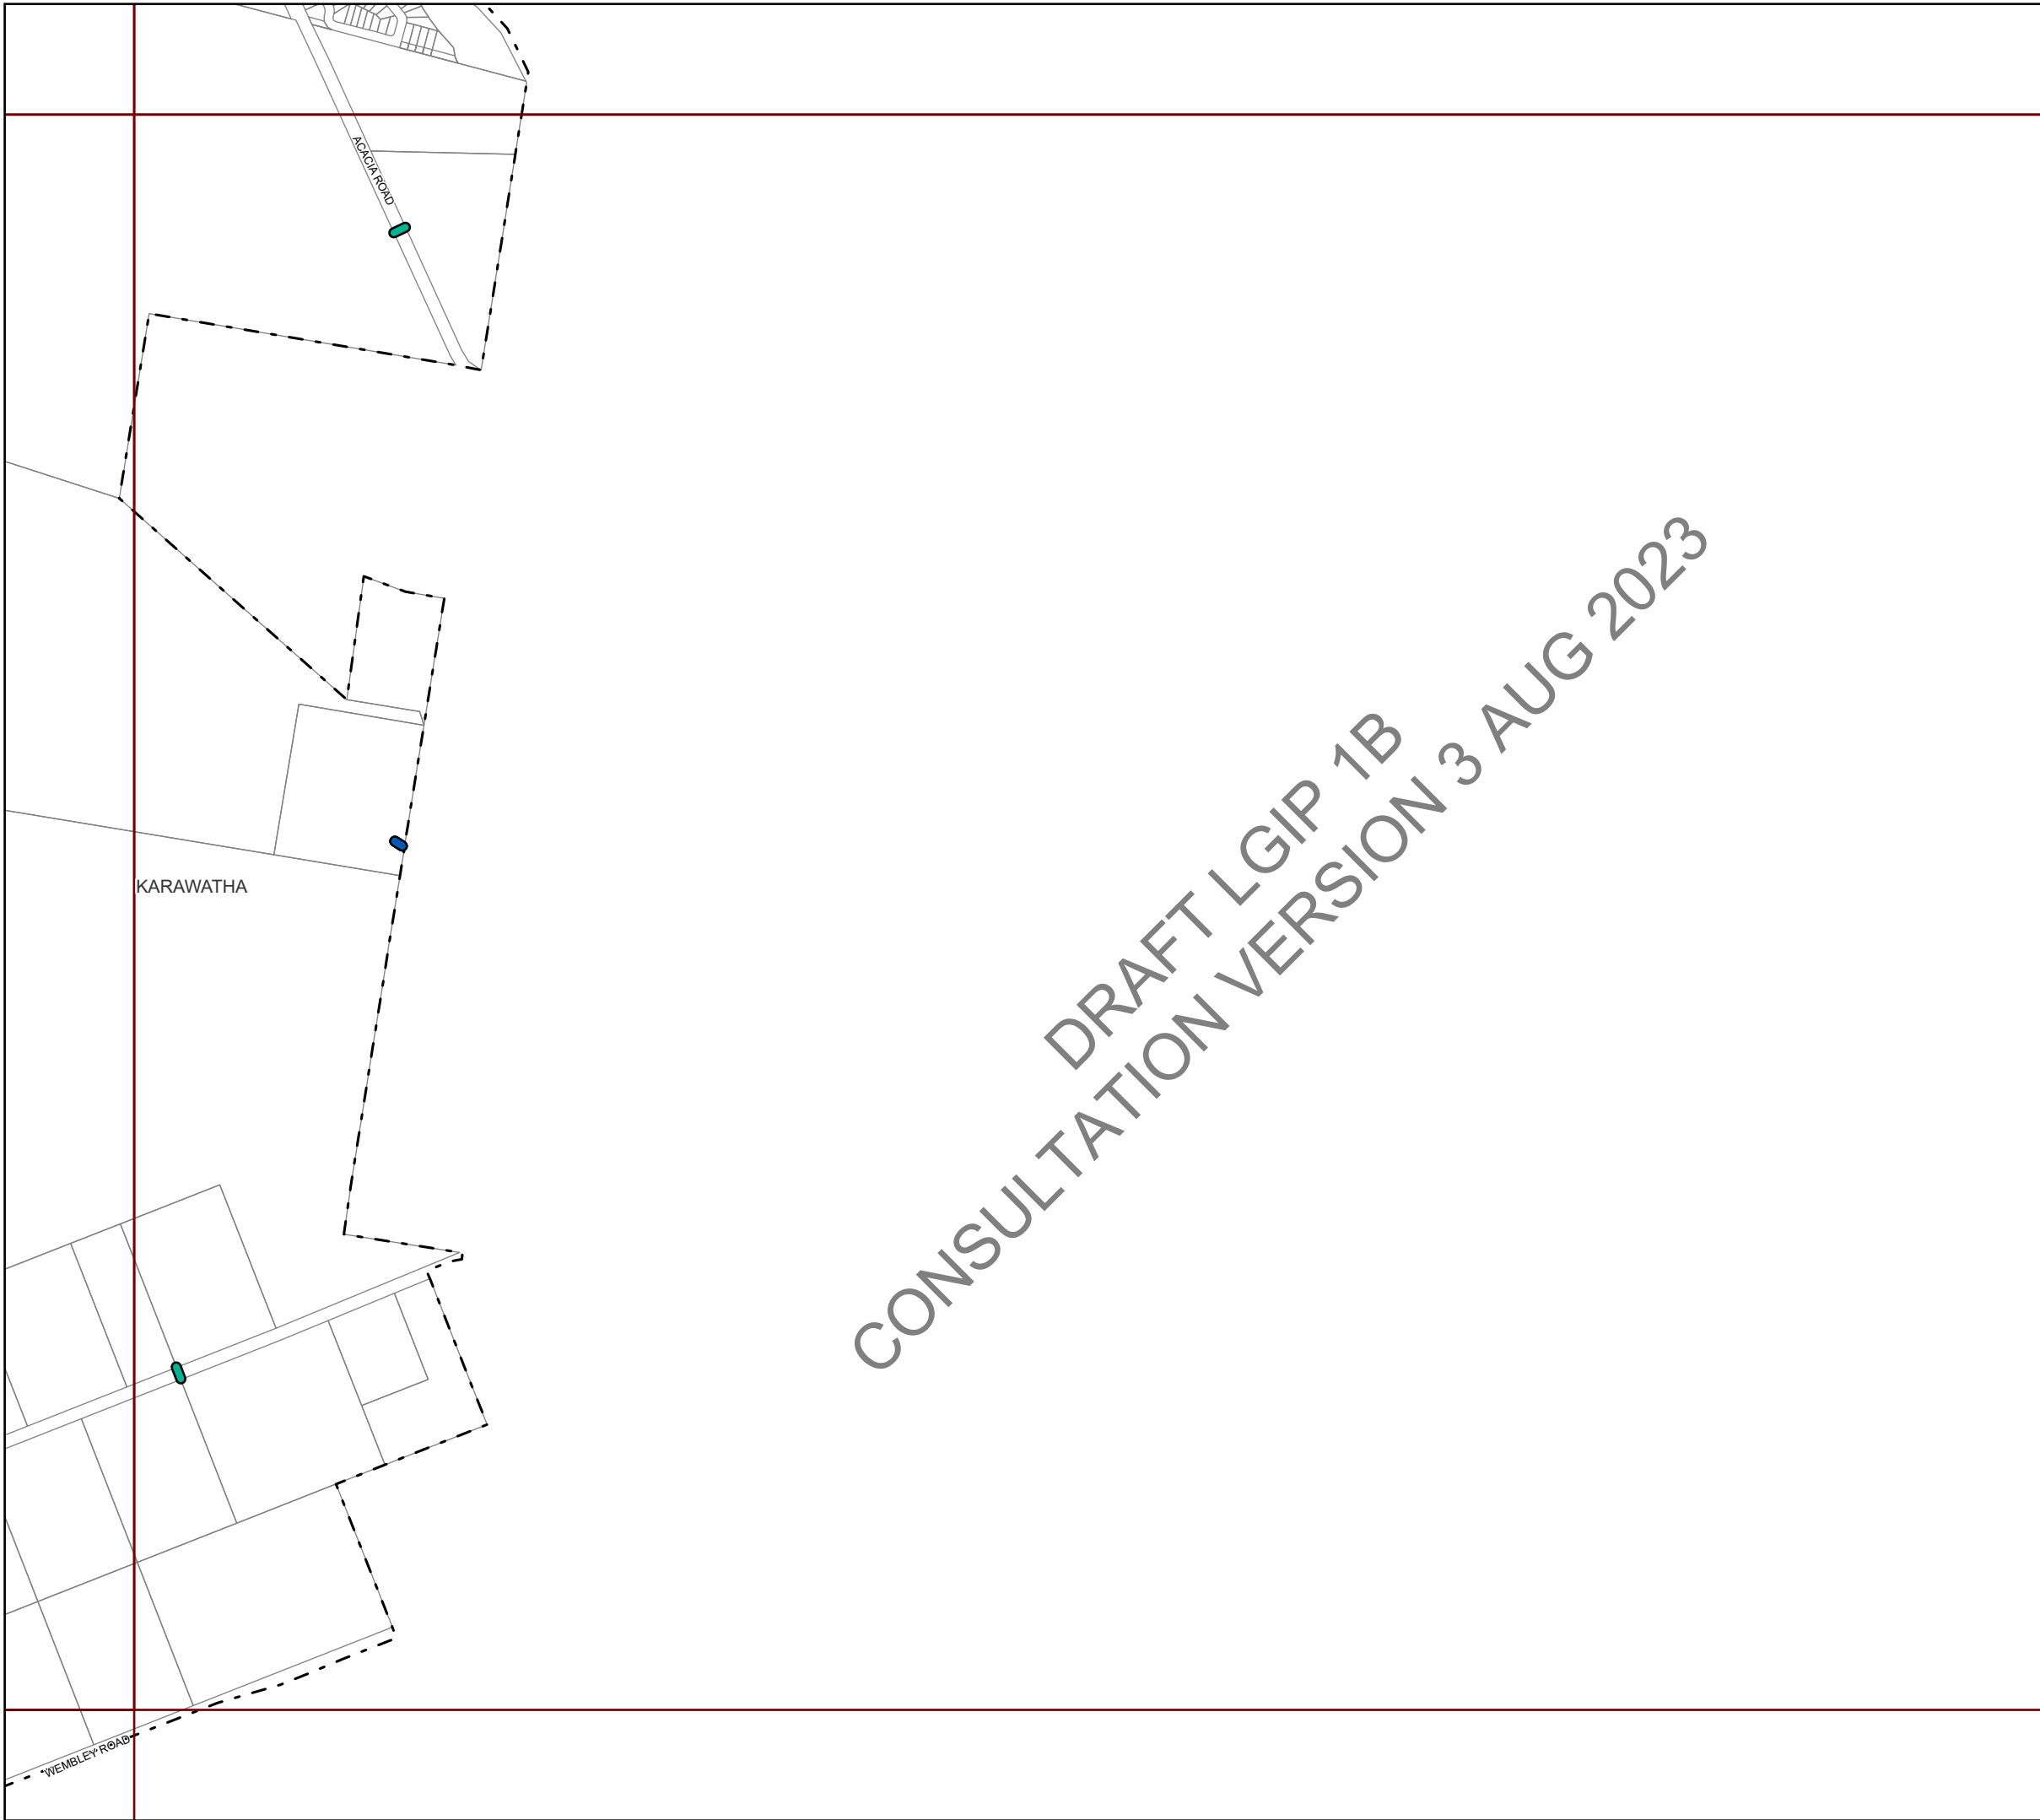 ACACIA ROAD
DRAFT LGIP 1B
CONSULTATION VERSION 3 AUG 2023
KARAWATHA
WEMBLEY ROAD